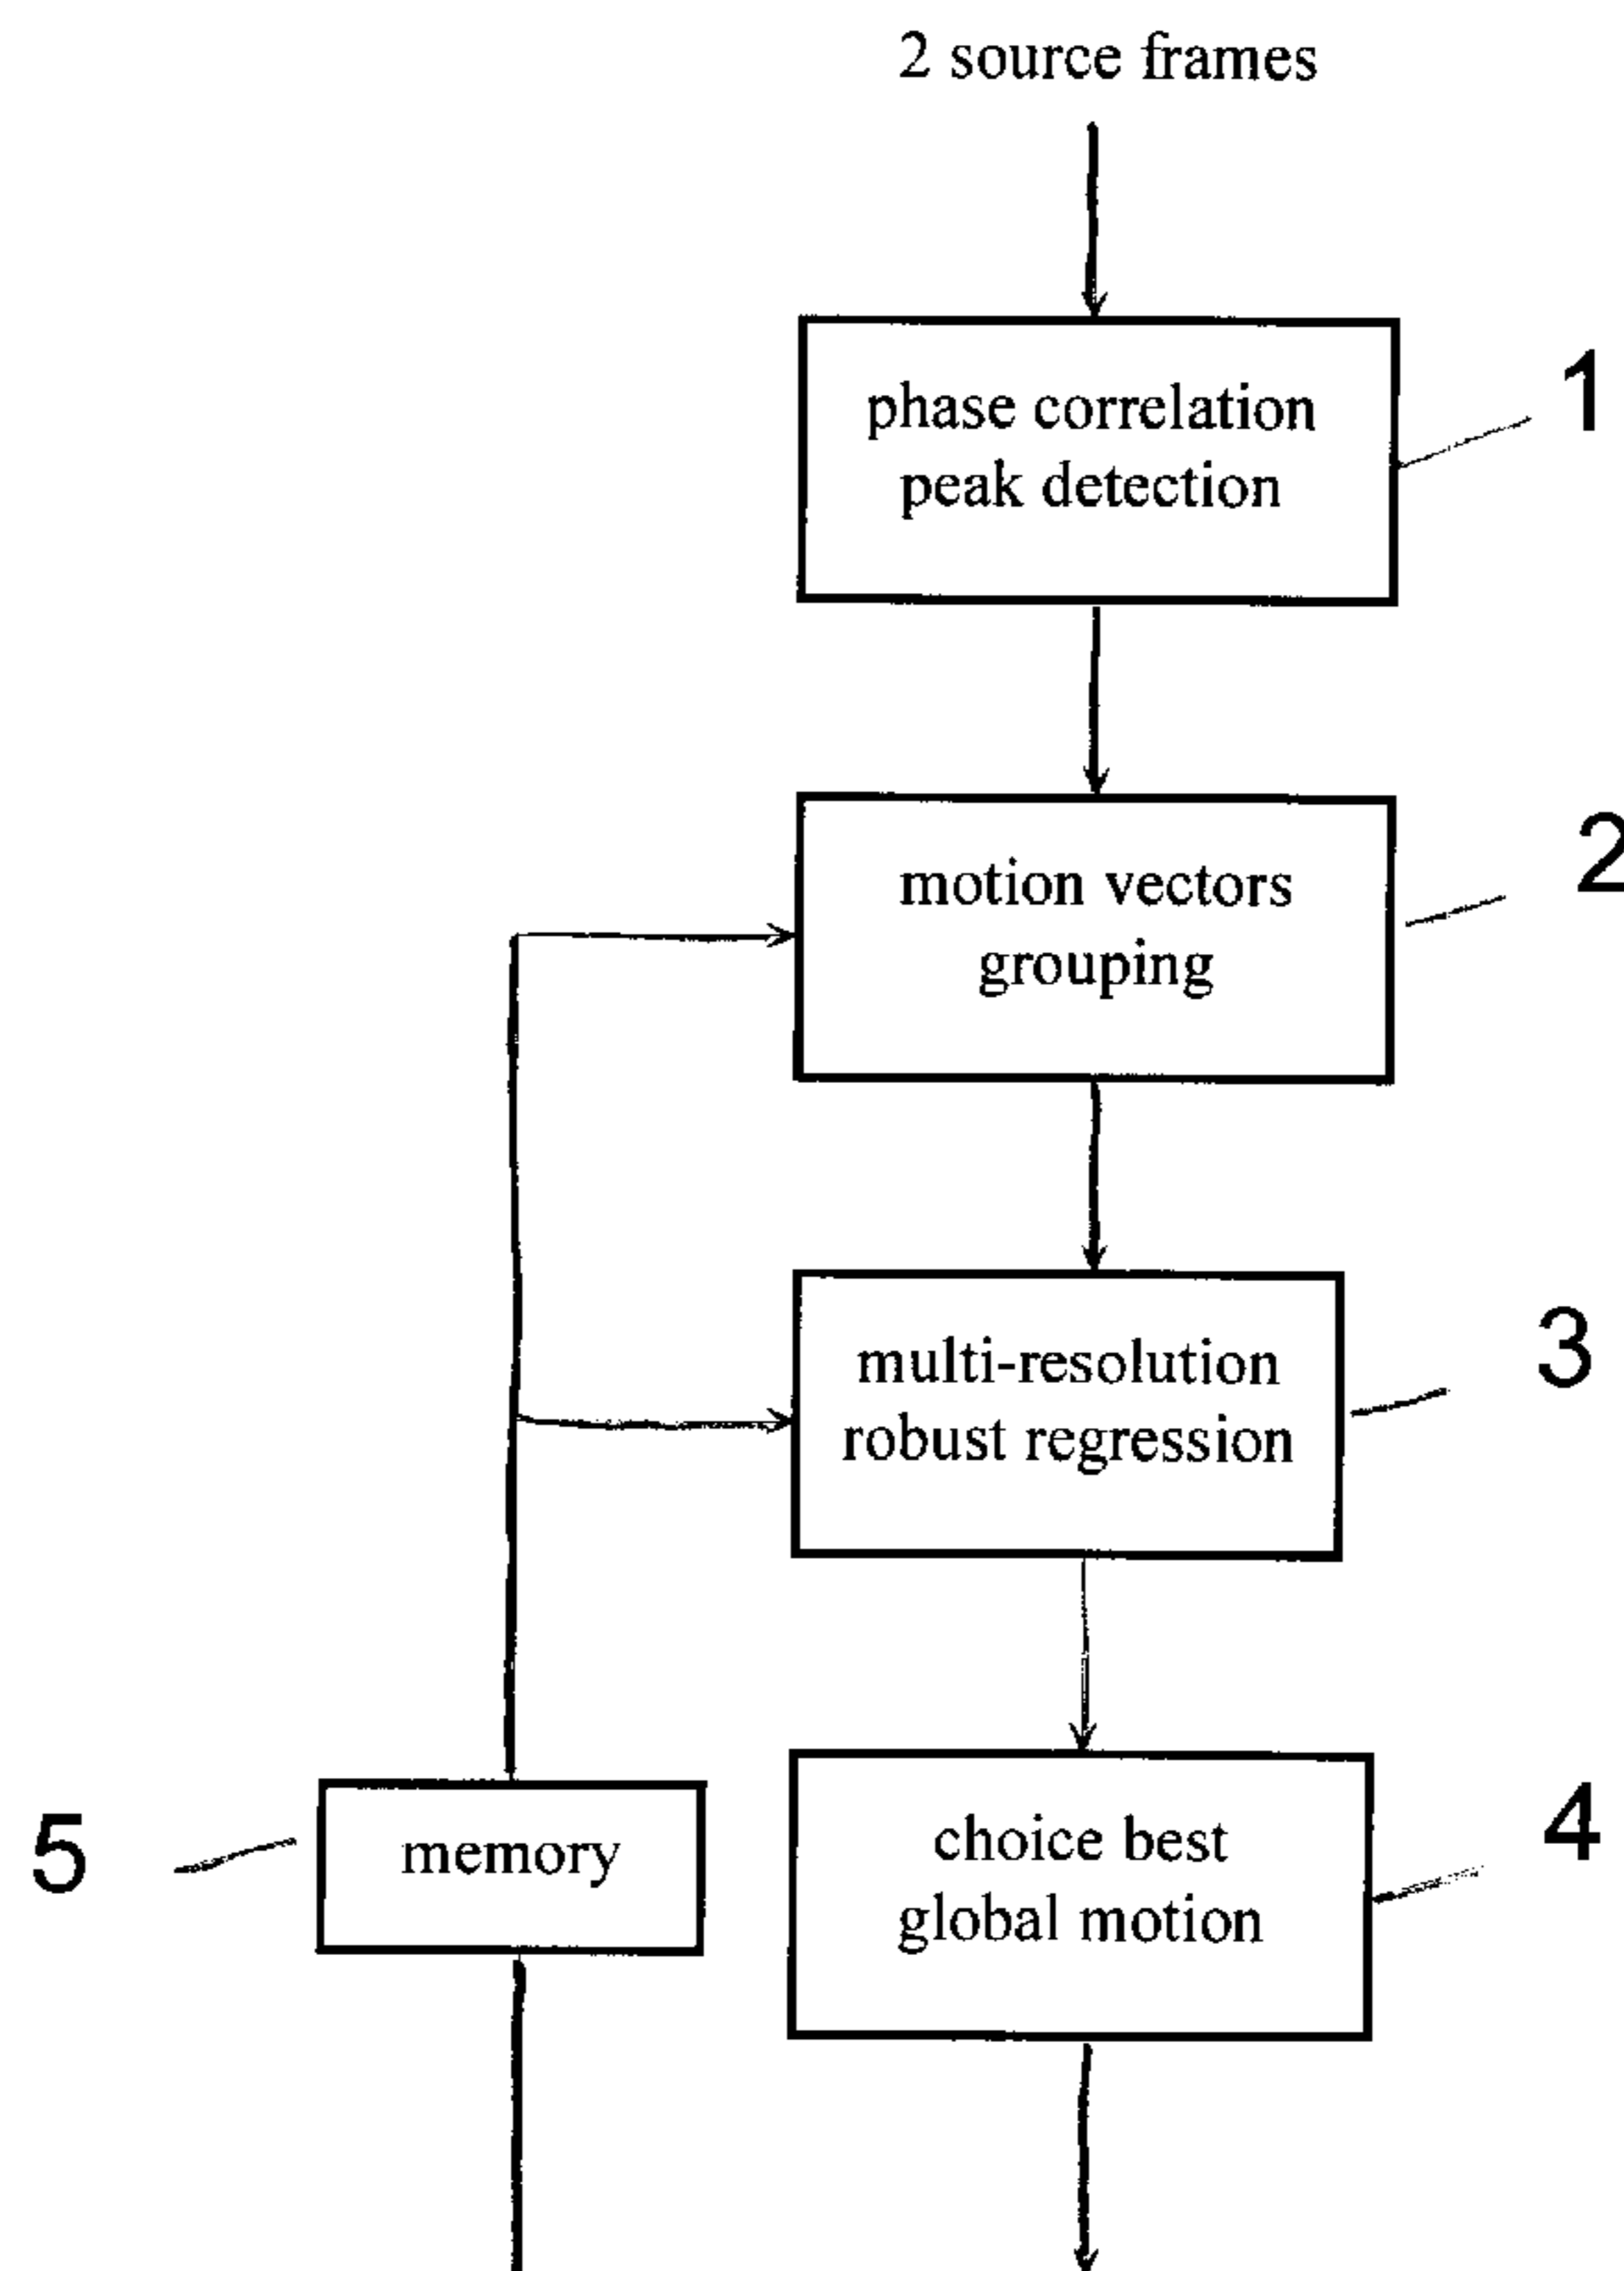 2 source frames
phase correlation
peak detection
1
motion vectors
grouping
2
multi-resolution
robust regression
3
choice best
global motion
4
memory
5